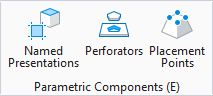 Named Presentations
Perforators
Placement Points
Parametric Components (E)